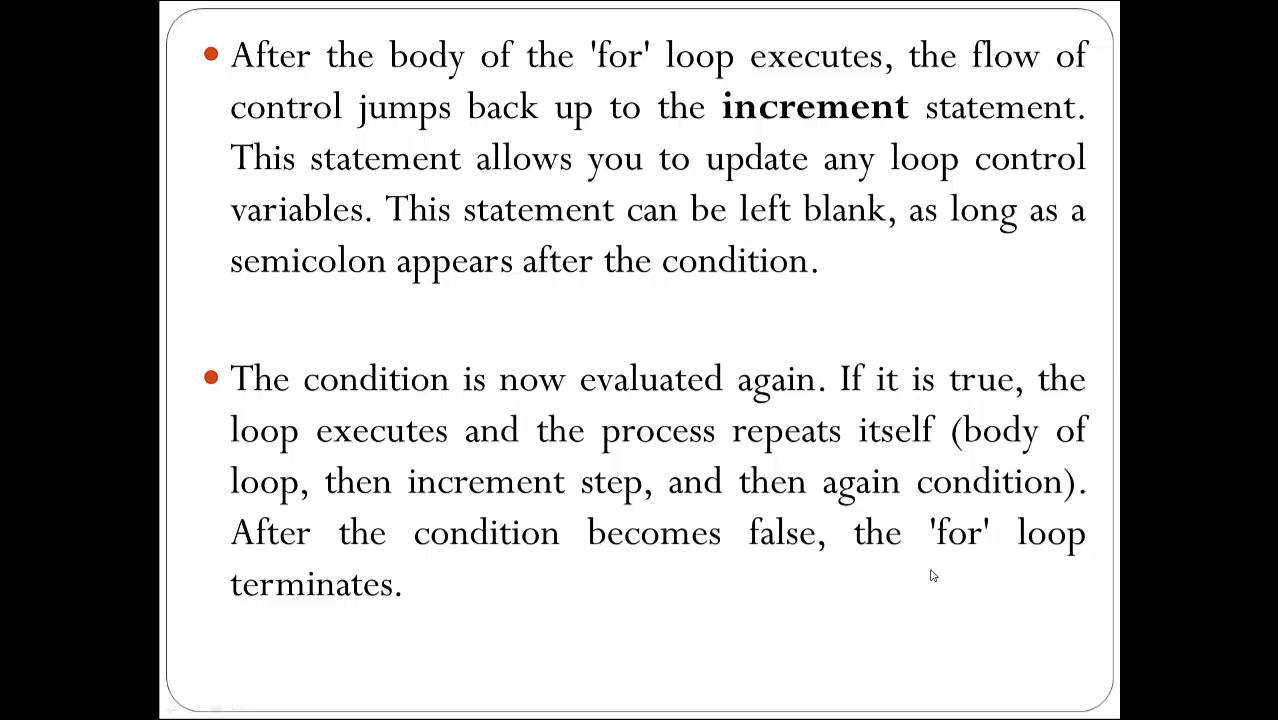 After the body of the 'for' loop executes, the flow of
control jumps back up to the increment statement.
This statement allows you to update any loop control
variables. This statement can be left blank, as long as a
semicolon appears after the condition.
The condition is now evaluated again. If it is true, the
loop executes and the process repeats itself (body of
loop, then increment step, and then again condition).
After the condition becomes false, the 'for' loop
terminates.